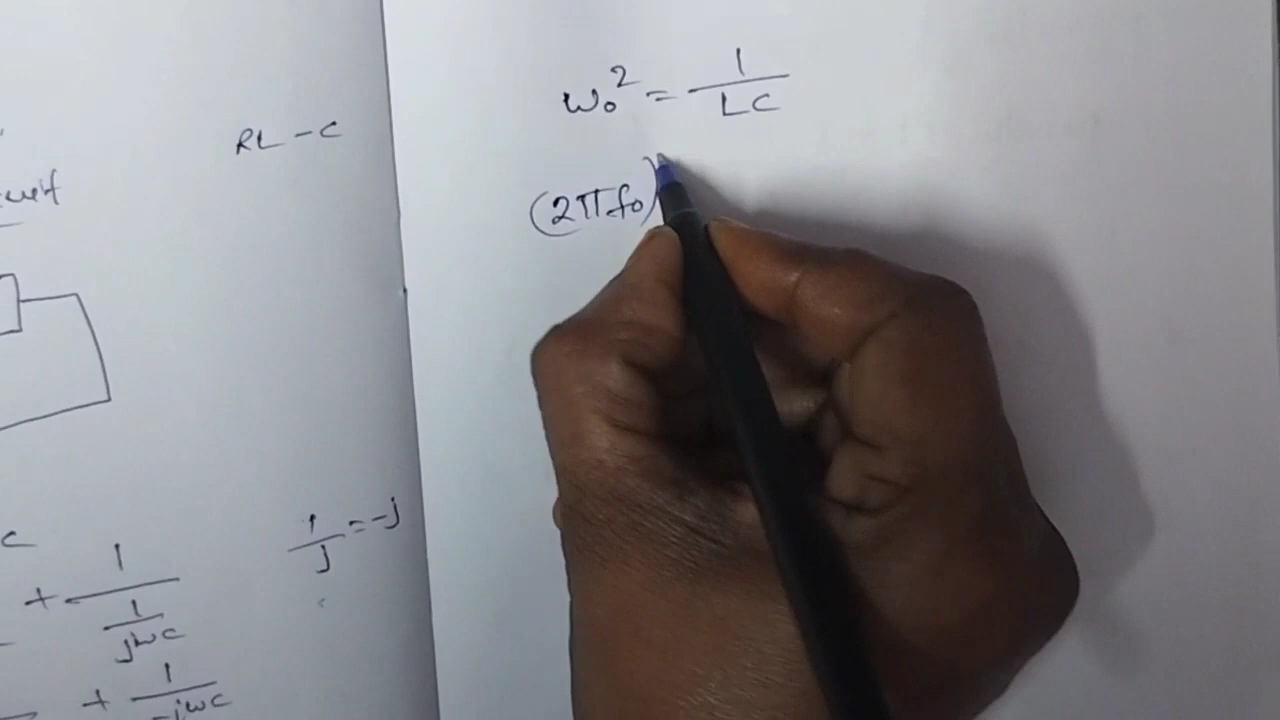 RL - C
C
+ 1 / (1 / jωc)
+ 1 / -jωc
1 / j = -j
ω₀² = 1 / LC
(2πf₀)